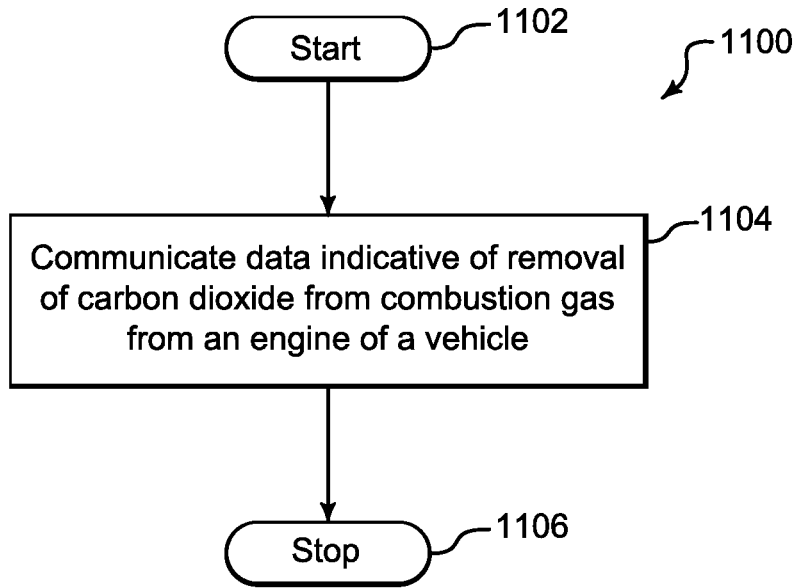 Start
1102
1100
1104
Communicate data indicative of removal
of carbon dioxide from combustion gas
from an engine of a vehicle
Stop
1106